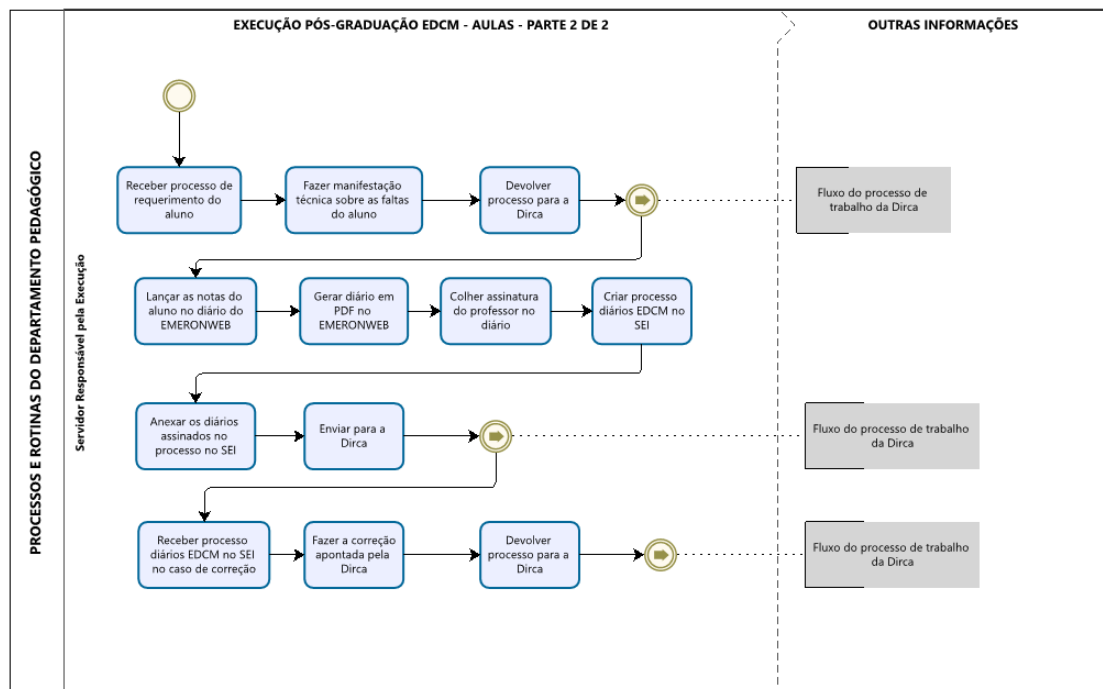 EXECUÇÃO PÓS-GRADUAÇÃO EDCM - AULAS - PARTE 2 DE 2
OUTRAS INFORMAÇÕES
PROCESSOS E ROTINAS DO DEPARTAMENTO PEDAGÓGICO
Servidor Responsável pela Execução
Receber processo de
requerimento do
aluno
Fazer manifestação
técnica sobre as faltas
do aluno
Devolver
processo para a
Dirca
Fluxo do processo de
trabalho da Dirca
Lançar as notas do
aluno no diário do
EMERONWEB
Gerar diário em
PDF no
EMERONWEB
Colher assinatura
do professor no
diário
Criar processo
diários EDCM no
SEI
Anexar os diários
assinados no
processo no SEI
Enviar para a
Dirca
Fluxo do processo de trabalho
da Dirca
Receber processo
diários EDCM no SEI
no caso de correção
Fazer a correção
apontada pela
Dirca
Devolver
processo para a
Dirca
Fluxo do processo de trabalho
da Dirca